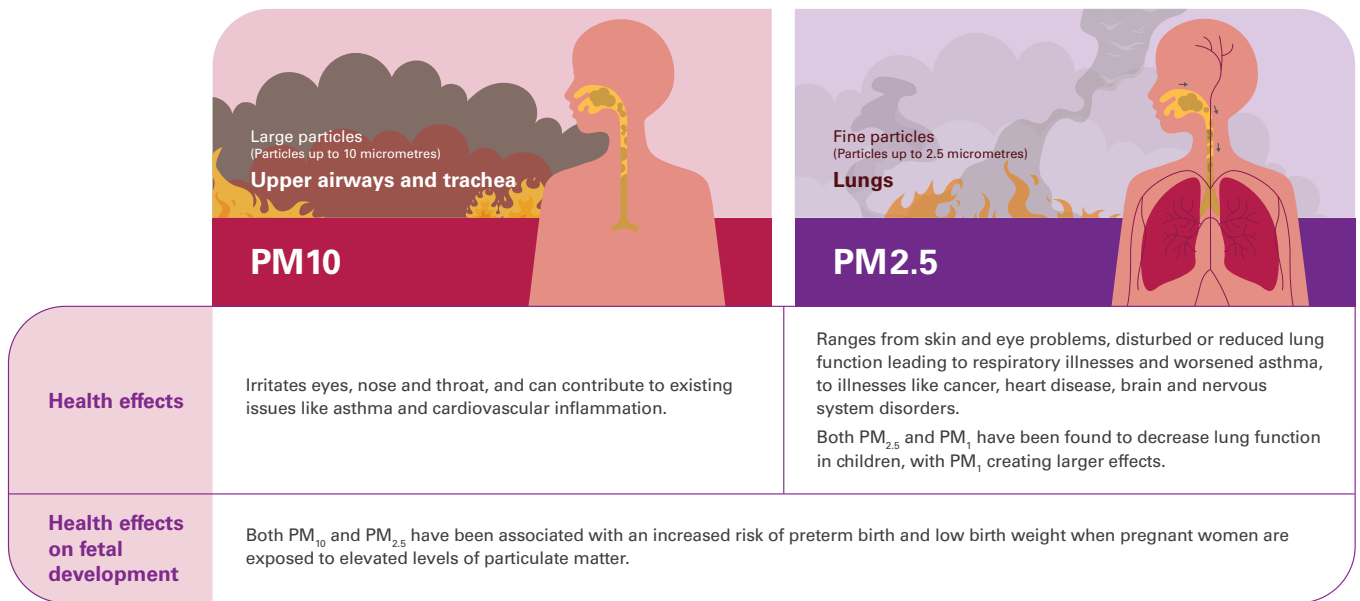 Large particles
(Particles up to 10 micrometres)
Upper airways and trachea
PM10
Fine particles
(Particles up to 2.5 micrometres)
Lungs
PM2.5
Health effects
Irritates eyes, nose and throat, and can contribute to existing
issues like asthma and cardiovascular inflammation.
Ranges from skin and eye problems, disturbed or reduced lung
function leading to respiratory illnesses and worsened asthma,
to illnesses like cancer, heart disease, brain and nervous
system disorders.
Both PM₂.₅ and PM₁ have been found to decrease lung function
in children, with PM₁ creating larger effects.
Health effects
on fetal
development
Both PM₁₀ and PM₂.₅ have been associated with an increased risk of preterm birth and low birth weight when pregnant women are
exposed to elevated levels of particulate matter.